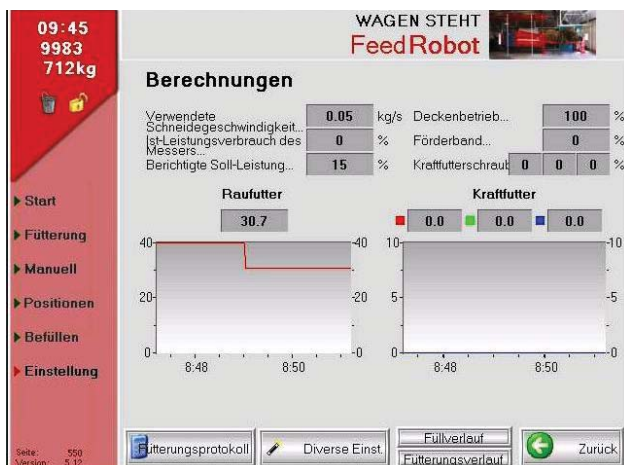 09:45
9983
712kg
WAGEN STEHT
FeedRobot
Berechnungen
Verwendete Schneidegeschwindigkeit... 0.05 kg/s
Deckenbetrieb... 100 %
Ist-Leistungsverbrauch des Messers... 0 %
Förderband... 0 %
Berichtigte Soll-Leistung... 15 %
Kraftfutterschraub 0 0 0 %
Start
Fütterung
Manuell
Positionen
Befüllen
Einstellung
Raufutter
30.7
40 40
20 20
0 0
8:48 8:50
Kraftfutter
0.0 0.0 0.0
10 10
5 5
0 0
8:48 8:50
Seite: 550
Version: 5.12
Fütterungsprotokoll
Diverse Einst.
Füllverlauf
Fütterungsverlauf
Zurück